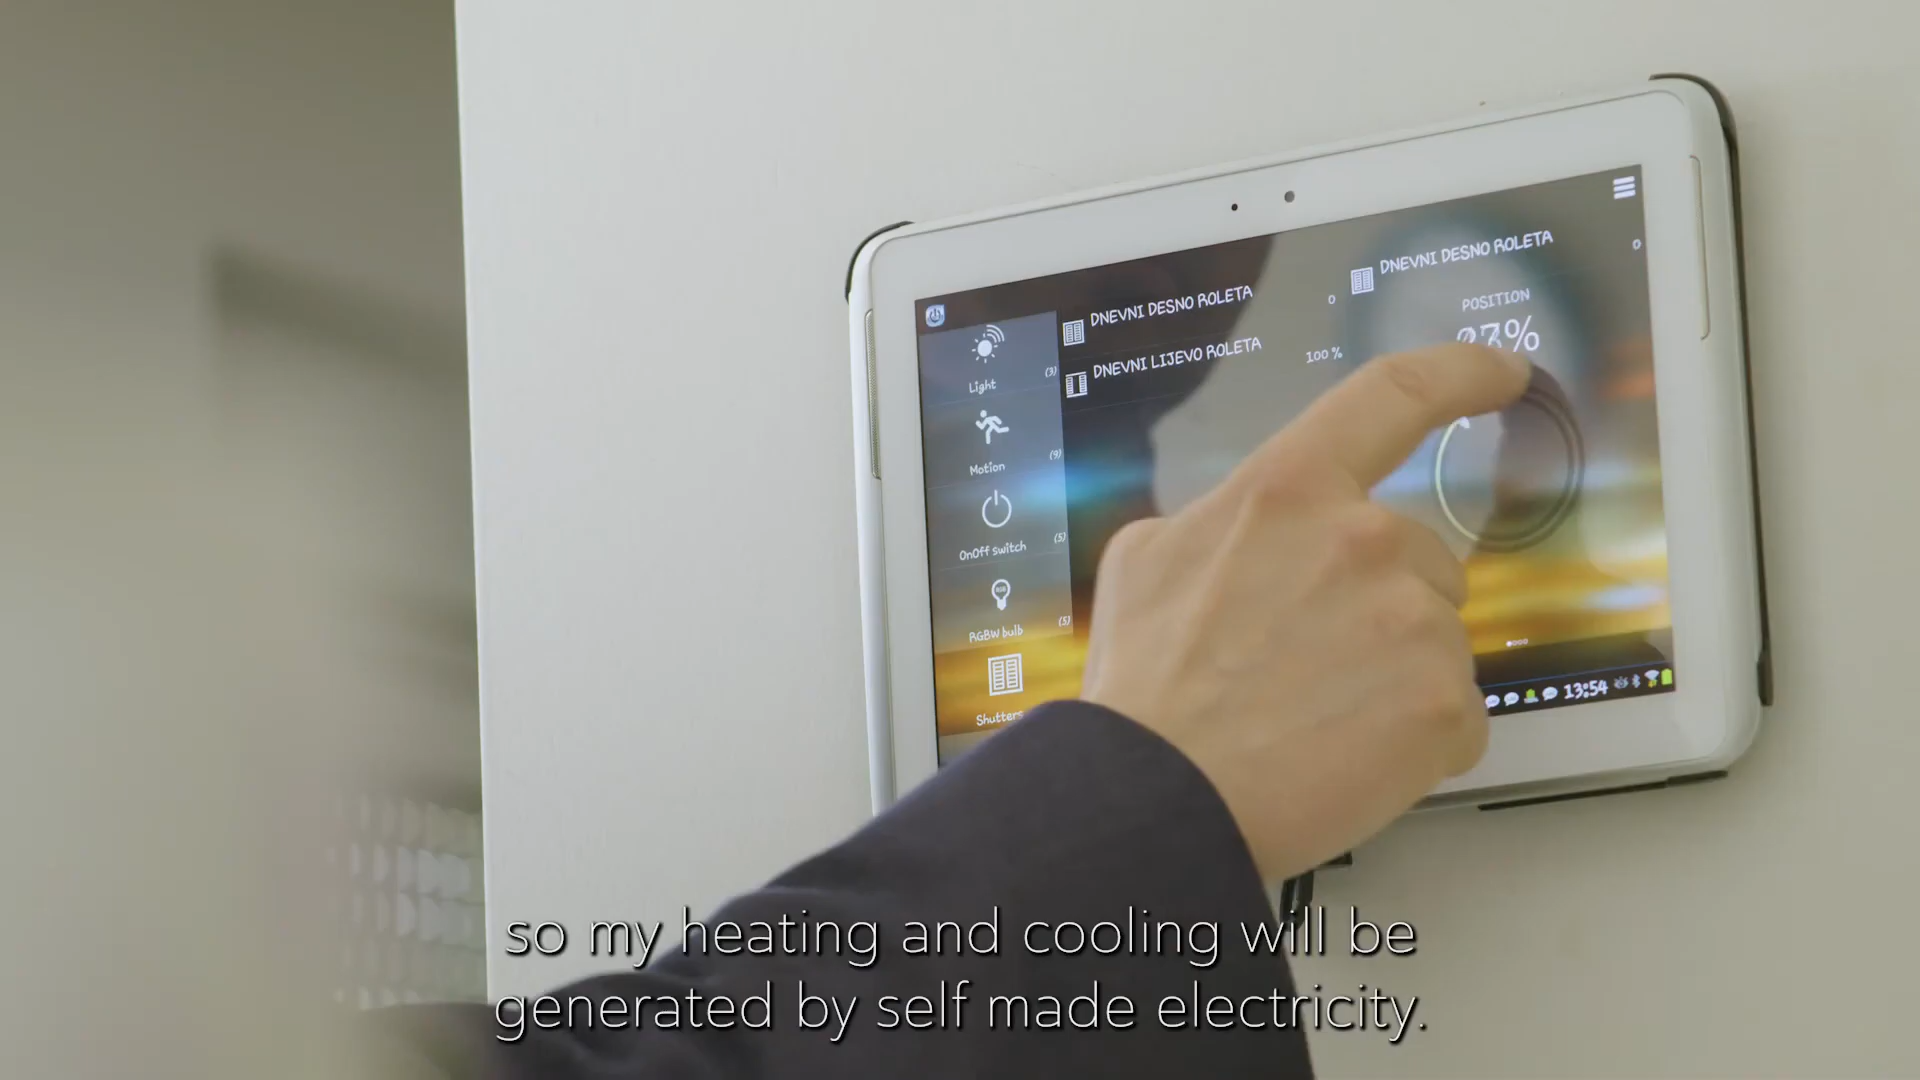 DNEVNI DESNO ROLETA
0
DNEVNI DESNO ROLETA
0
DNEVNI LIJEVO ROLETA
100 %
POSITION
Light
(3)
Motion
(9)
OnOff switch
(5)
RGBW bulb
(5)
Shutters
13:54
so my heating and cooling will be
generated by self made electricity.